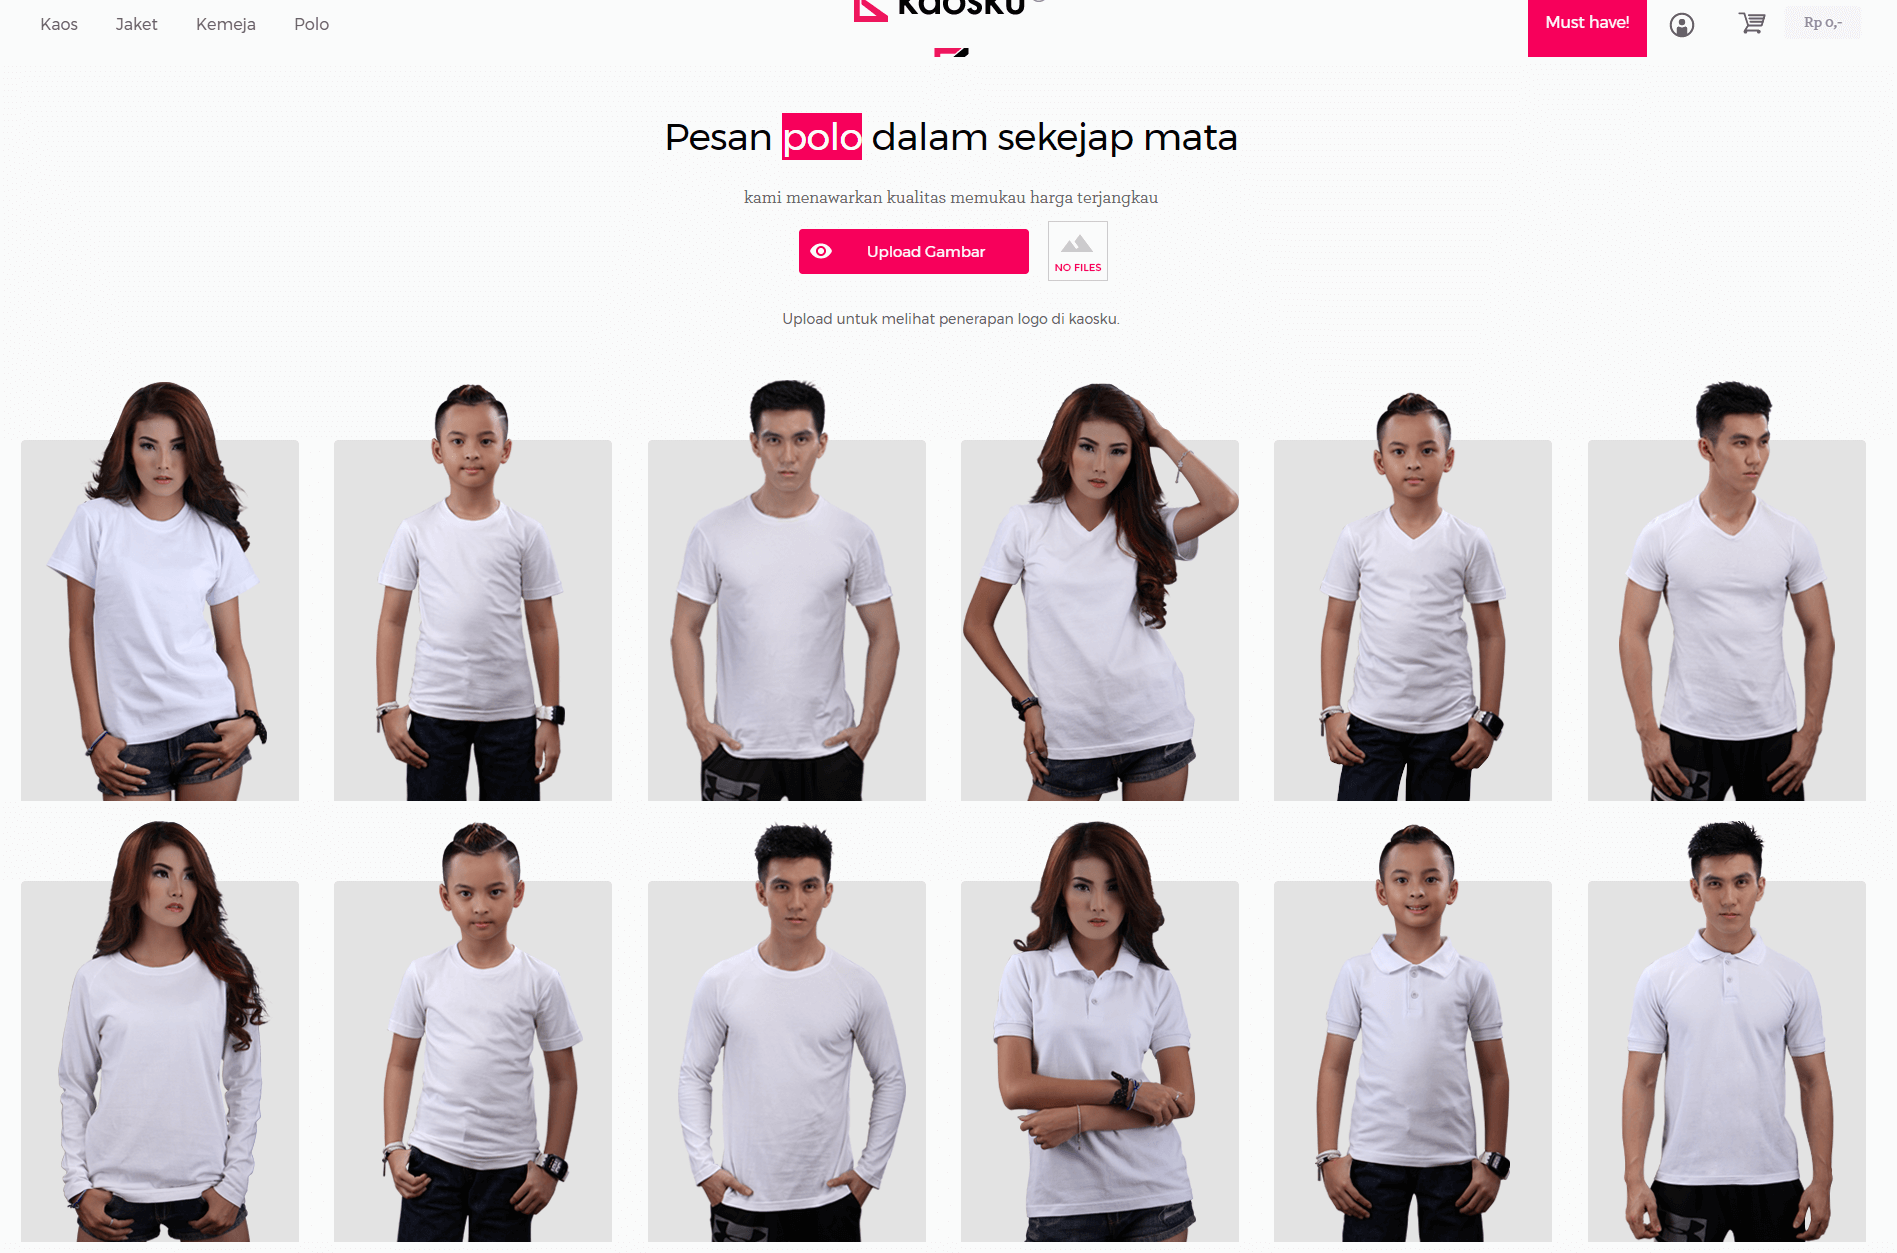 Kaos
Jaket
Kemeja
Polo
kaosku
Must have!
Rp 0,-
Pesan polo dalam sekejap mata
kami menawarkan kualitas memukau harga terjangkau
Upload Gambar
NO FILES
Upload untuk melihat penerapan logo di kaosku.